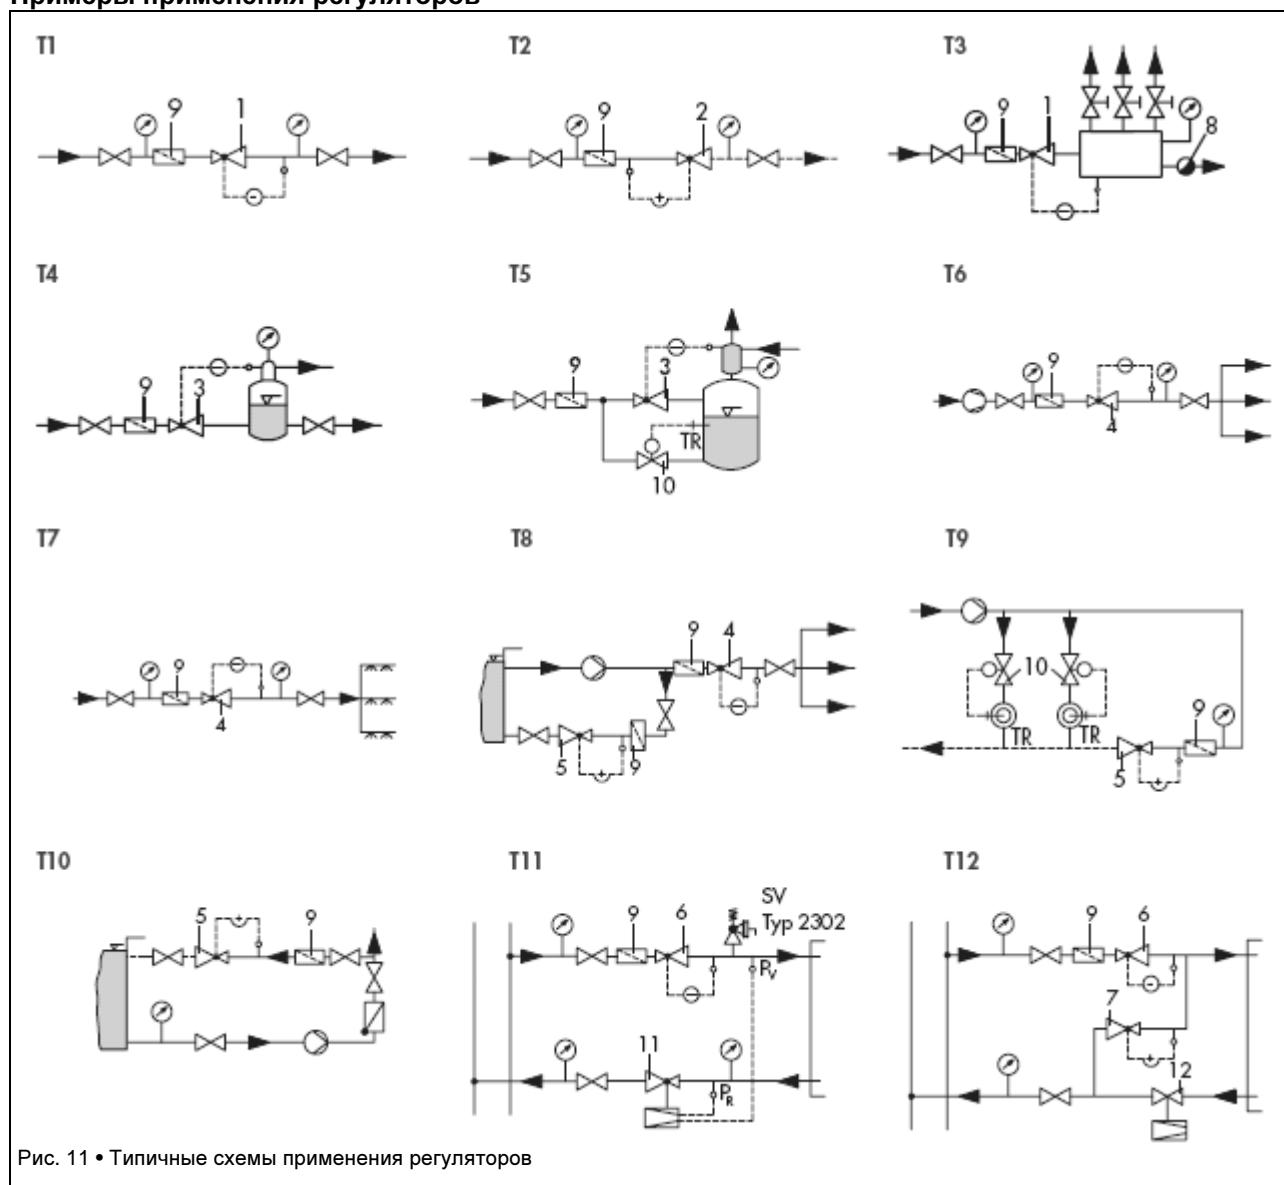 Примеры применения регуляторов
T1
T2
T3
9 1
9 2
9 1 8
T4
T5
T6
9 3
9 3
TR
10
9
4
T7
T8
T9
9
4
9 4
5 9
10
TR TR
9
5
T10
T11
T12
5 9
9 6
SV
Typ 2302
Pv
11
PR
9 6
7
12
Рис. 11 • Типичные схемы применения регуляторов